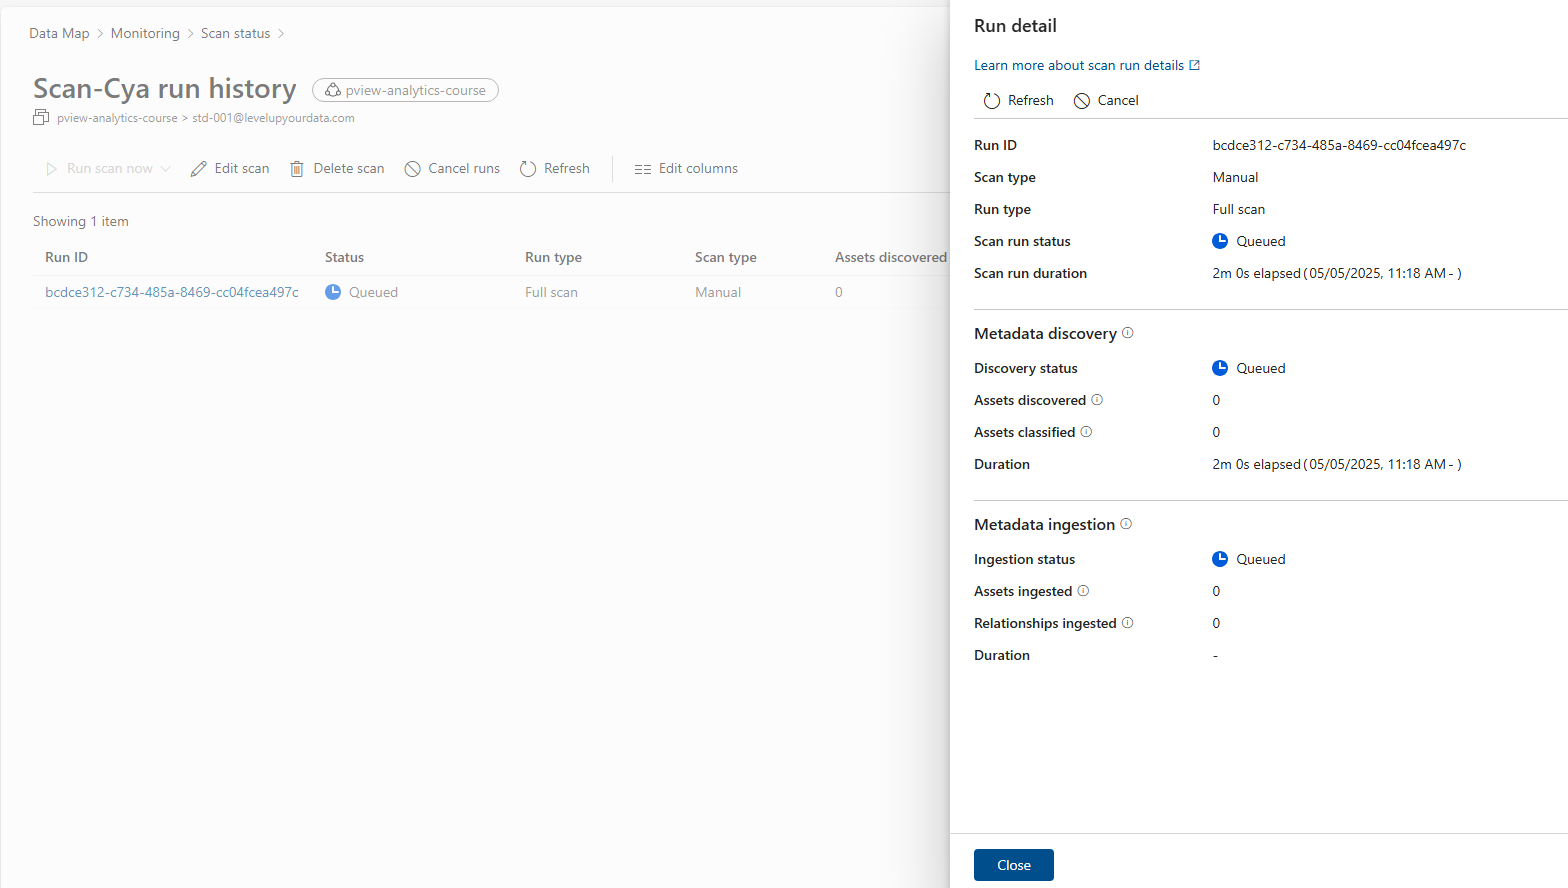 Data Map > Monitoring > Scan status >
Scan-Cya run history pview-analytics-course
pview-analytics-course > std-001@levelupyourdata.com
Run scan now Edit scan Delete scan Cancel runs Refresh Edit columns
Showing 1 item
Run ID Status Run type Scan type Assets discovered
bcdce312-c734-485a-8469-cc04fcea497c Queued Full scan Manual 0
Run detail
Learn more about scan run details
Refresh Cancel
Run ID bcdce312-c734-485a-8469-cc04fcea497c
Scan type Manual
Run type Full scan
Scan run status Queued
Scan run duration 2m 0s elapsed (05/05/2025, 11:18 AM - )
Metadata discovery
Discovery status Queued
Assets discovered 0
Assets classified 0
Duration 2m 0s elapsed (05/05/2025, 11:18 AM - )
Metadata ingestion
Ingestion status Queued
Assets ingested 0
Relationships ingested 0
Duration -
Close